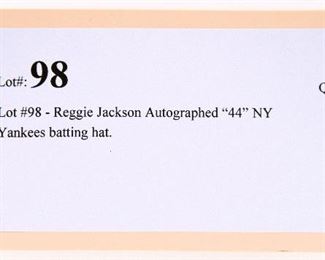 Lot#: 98
Q
Lot #98 - Reggie Jackson Autographed “44” NY
Yankees batting hat.